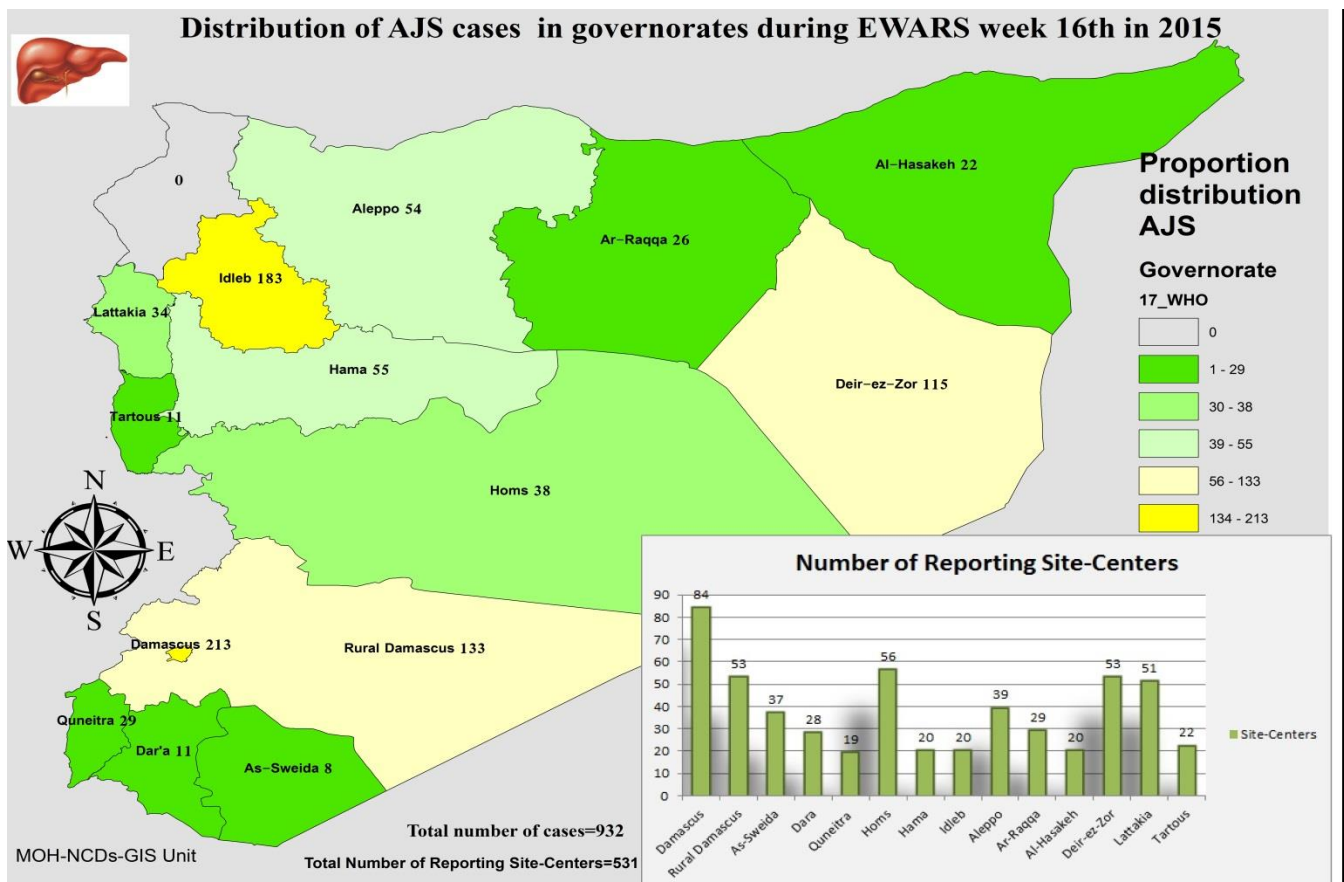 Distribution of AJS cases in governorates during EWARS week 16th in 2015
0
Aleppo 54
Al-Hasakeh 22
Ar-Raqqa 26
Idleb 183
Lattakia 34
Hama 55
Deir-ez-Zor 115
Tartous 11
Homs 38
N
W E
S
Damascus 213
Rural Damascus 133
Quneitra 29
Dar'a 11
As-Sweida 8
Total number of cases=932
MOH-NCDs-GIS Unit
Total Number of Reporting Site-Centers=531
Proportion
distribution
AJS
Governorate
17_WHO
0
1 - 29
30 - 38
39 - 55
56 - 133
134 - 213
Number of Reporting Site-Centers
90
80
70
60
50
40
30
20
10
0
84
53
37
28
19
56
20
20
39
29
20
53
51
22
Damascus
Rural Damascus
As-Sweida
Dara
Quneitra
Homs
Hama
Idleb
Aleppo
Ar-Raqqa
Al-Hasakeh
Deir-ez-Zor
Lattakia
Tartous
Site-Centers